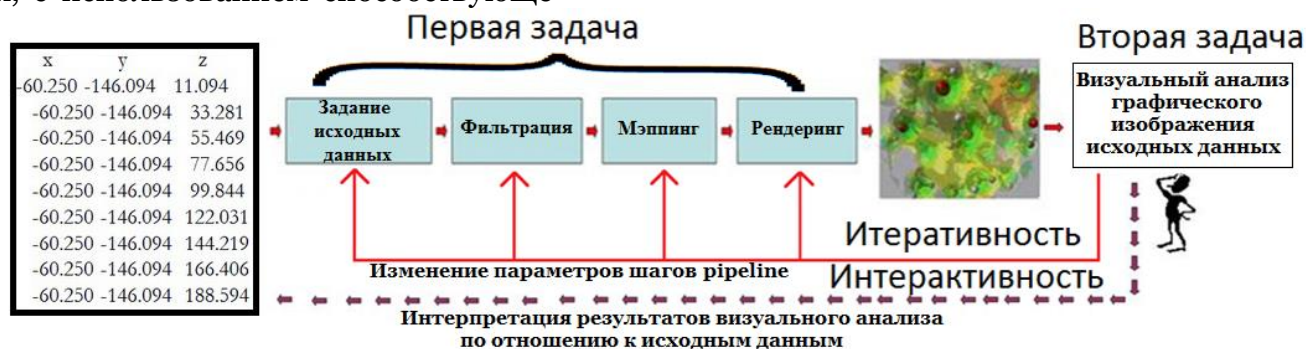 с использованием способствующе
Первая задача
Вторая задача
x y z
-60.250 -146.094 11.094
-60.250 -146.094 33.281
-60.250 -146.094 55.469
-60.250 -146.094 77.656
-60.250 -146.094 99.844
-60.250 -146.094 122.031
-60.250 -146.094 144.219
-60.250 -146.094 166.406
-60.250 -146.094 188.594
Задание
исходных
данных
Фильтрация
Мэппинг
Рендеринг
Визуальный анализ
графического
изображения
исходных данных
Итеративность
Изменение параметров шагов pipeline
Интерактивность
Интерпретация результатов визуального анализа
по отношению к исходным данным